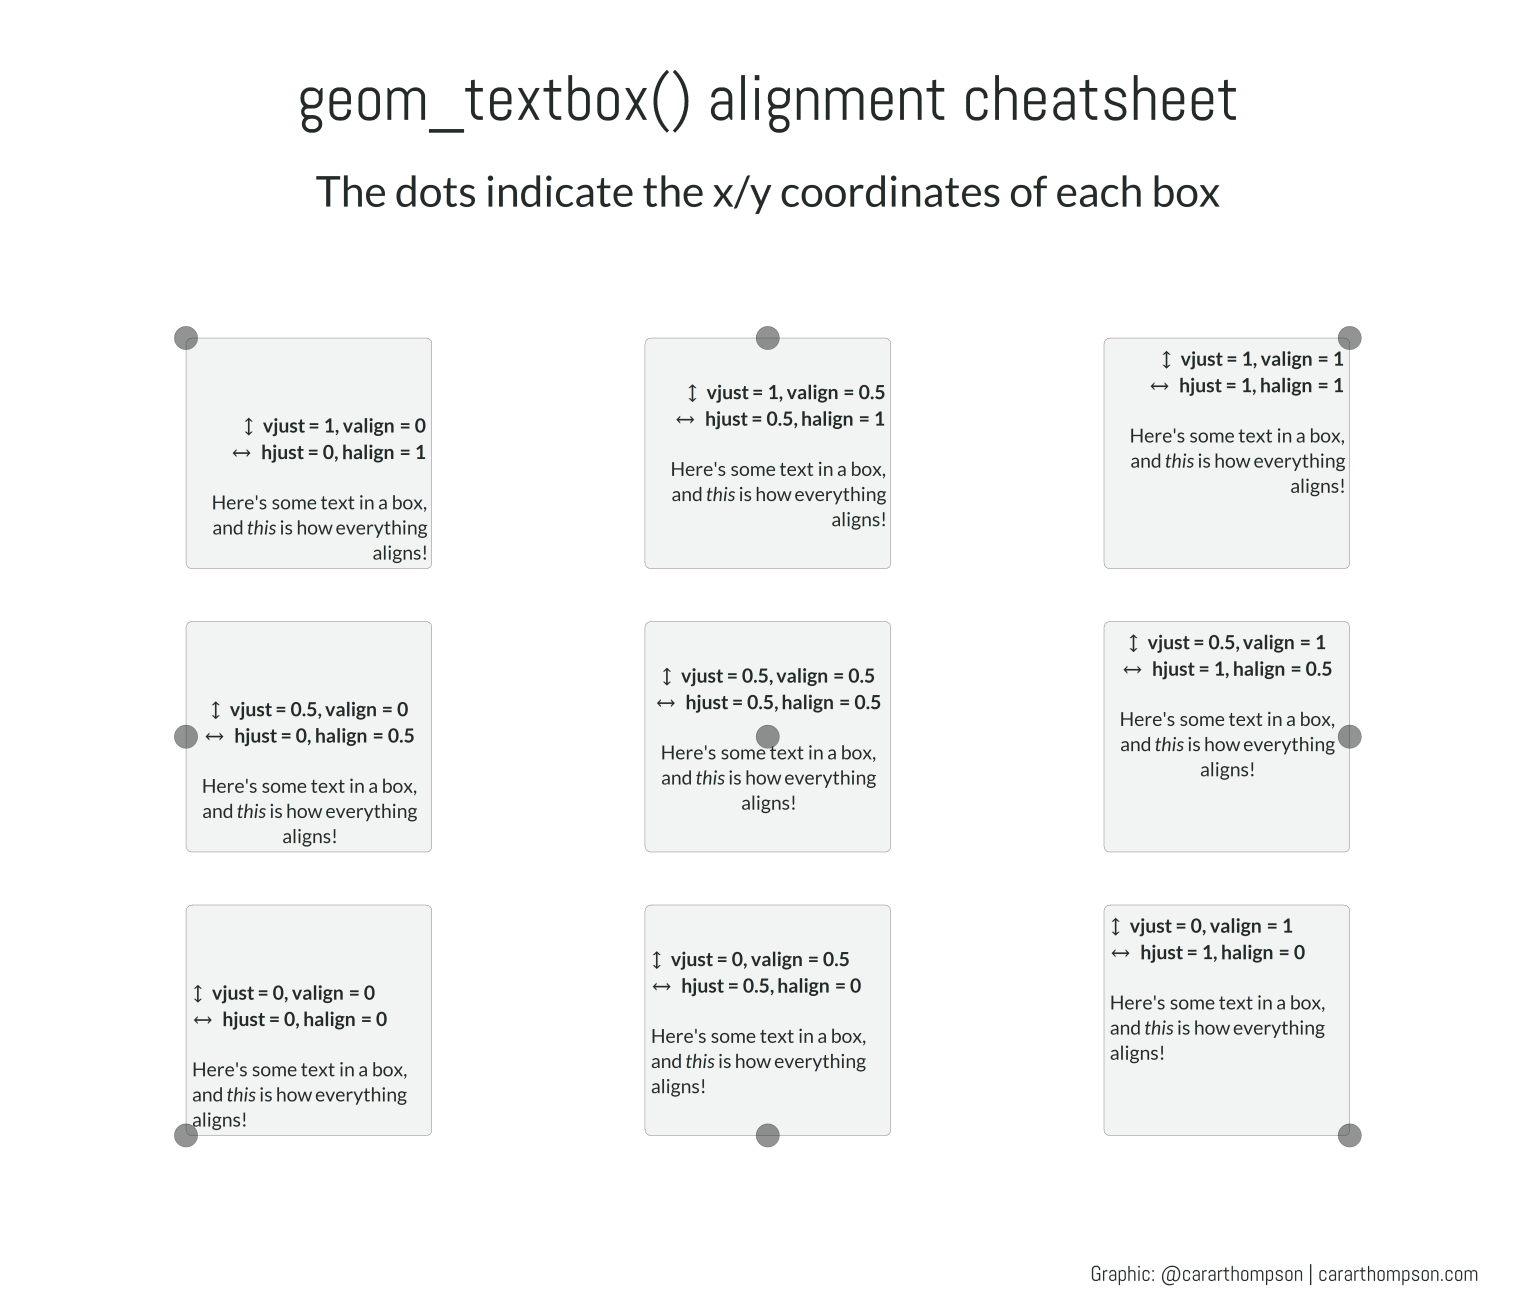 geom_textbox() alignment cheatsheet
The dots indicate the x/y coordinates of each box
↕ vjust = 1, valign = 0
↔ hjust = 0, halign = 1
Here's some text in a box,
and this is how everything
aligns!
↕ vjust = 1, valign = 0.5
↔ hjust = 0.5, halign = 1
Here's some text in a box,
and this is how everything
aligns!
↕ vjust = 1, valign = 1
↔ hjust = 1, halign = 1
Here's some text in a box,
and this is how everything
aligns!
↕ vjust = 0.5, valign = 0
↔ hjust = 0, halign = 0.5
Here's some text in a box,
and this is how everything
aligns!
↕ vjust = 0.5, valign = 0.5
↔ hjust = 0.5, halign = 0.5
Here's some text in a box,
and this is how everything
aligns!
↕ vjust = 0.5, valign = 1
↔ hjust = 1, halign = 0.5
Here's some text in a box,
and this is how everything
aligns!
↕ vjust = 0, valign = 0
↔ hjust = 0, halign = 0
Here's some text in a box,
and this is how everything
aligns!
↕ vjust = 0, valign = 0.5
↔ hjust = 0.5, halign = 0
Here's some text in a box,
and this is how everything
aligns!
↕ vjust = 0, valign = 1
↔ hjust = 1, halign = 0
Here's some text in a box,
and this is how everything
aligns!
Graphic: @cararthompson | cararthompson.com